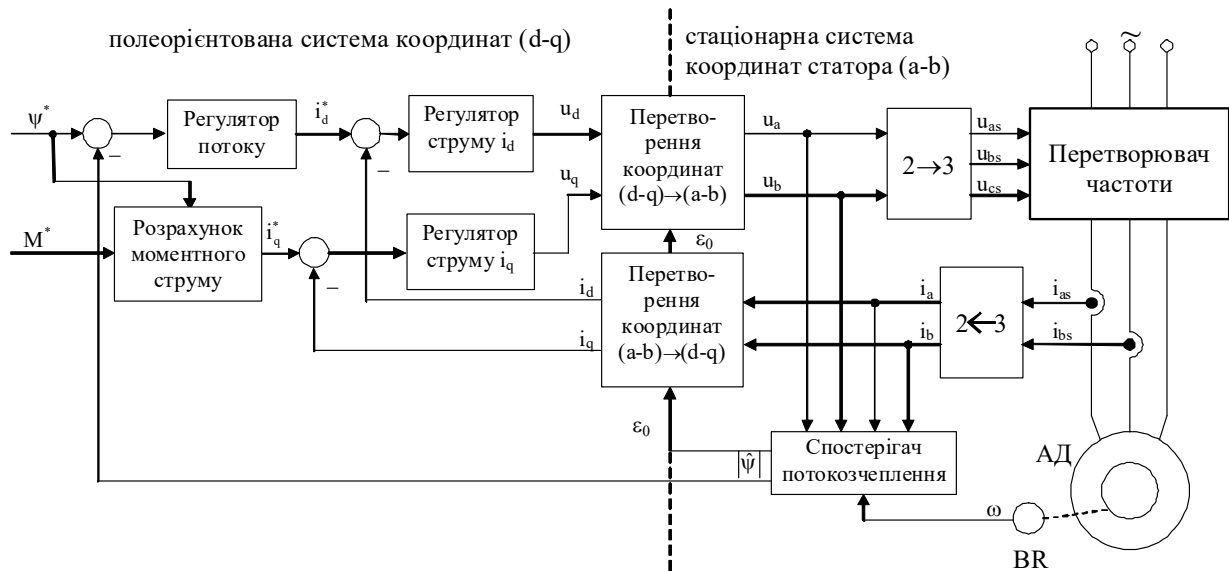 полеорієнтована система координат (d-q)
стаціонарна система
координат статора (a-b)
~
ψ*
−
Регулятор
потоку
i*d
−
Регулятор
струму id
ud
Перетво-
рення
координат
(d-q)→(a-b)
ua
ub
2→3
uas
ubs
ucs
Перетворювач
частоти
M*
Розрахунок
моментного
струму
i*q
−
Регулятор
струму iq
uq
ε0
Перетво-
рення
координат
(a-b)→(d-q)
id
iq
ia
ib
2←3
ias
ibs
ε0
|ψ̂|
Спостерігач
потокозчеплення
ω
BR
АД